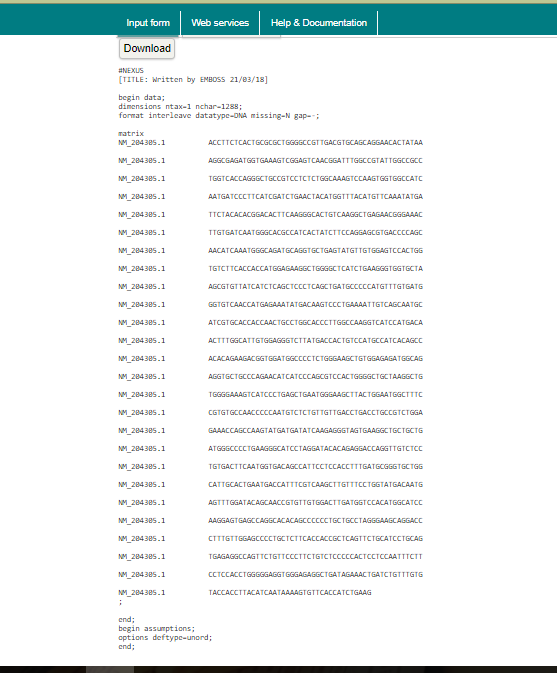 Input form
Web services
Help & Documentation
Download
#NEXUS
[TITLE: Written by EMBOSS 21/03/18]
begin data;
dimensions ntax=1 nchar=1288;
format interleave datatype=DNA missing=N gap=-;
matrix
NM_204305.1 ACCTTCTCACTGCGCGCTGGGGCCGTTGACGTGCAGCAGGAACACTATAA
NM_204305.1 AGGCGAGATGGTGAAAGTCGGAGTCAACGGATTTGGCCGTATTGGCCGCC
NM_204305.1 TGGTCACCAGGGCTGCCGTCCTCTCTGGCAAAGTCCAAGTGGTGGCCATC
NM_204305.1 AATGATCCCTTCATCGATCTGAACTACATGGTTTACATGTTCAAATATGA
NM_204305.1 TTCTACACACGGACACTTCAAGGGCACTGTCAAGGCTGAGAACGGGAAAC
NM_204305.1 TTGTGATCAATGGGCACGCCATCACTATCTTCCAGGAGCGTGACCCCAGC
NM_204305.1 AACATCAAATGGGCAGATGCAGGTGCTGAGTATGTTGTGGAGTCCACTGG
NM_204305.1 TGTCTTCACCACCATGGAGAAGGCTGGGGCTCATCTGAAGGGTGGTGCTA
NM_204305.1 AGCGTGTTATCATCTCAGCTCCCTCAGCTGATGCCCCCATGTTTGTGATG
NM_204305.1 GGTGTCAACCATGAGAAATATGACAAGTCCCTGAAAATTGTCAGCAATGC
NM_204305.1 ATCGTGCACCACCAACTGCCTGGCACCCTTGGCCAAGGTCATCCATGACA
NM_204305.1 ACTTTGGCATTGTGGAGGGTCTTATGACCACTGTCCATGCCATCACAGCC
NM_204305.1 ACACAGAAGACGGTGGATGGCCCCTCTGGGAAGCTGTGGAGAGATGGCAG
NM_204305.1 AGGTGCTGCCCAGAACATCATCCCAGCGTCCACTGGGGCTGCTAAGGCTG
NM_204305.1 TGGGGAAAGTCATCCCTGAGCTGAATGGGAAGCTTACTGGAATGGCTTTC
NM_204305.1 CGTGTGCCAACCCCCAATGTCTCTGTTGTTGACCTGACCTGCCGTCTGGA
NM_204305.1 GAAACCAGCCAAGTATGATGATATCAAGAGGGTAGTGAAGGCTGCTGCTG
NM_204305.1 ATGGGCCCCTGAAGGGCATCCTAGGATACACAGAGGACCAGGTTGTCTCC
NM_204305.1 TGTGACTTCAATGGTGACAGCCATTCCTCCACCTTTGATGCGGGTGCTGG
NM_204305.1 CATTGCACTGAATGACCATTTCGTCAAGCTTGTTTCCTGGTATGACAATG
NM_204305.1 AGTTTGGATACAGCAACCGTGTTGTGGACTTGATGGTCCACATGGCATCC
NM_204305.1 AAGGAGTGAGCCAGGCACACAGCCCCCCTGCTGCCTAGGGAAGCAGGACC
NM_204305.1 CTTTGTTGGAGCCCCTGCTCTTCACCACCGCTCAGTTCTGCATCCTGCAG
NM_204305.1 TGAGAGGCCAGTTCTGTTCCCTTCTGTCTCCCCCACTCCTCCAATTTCTT
NM_204305.1 CCTCCACCTGGGGGAGGTGGGAGAGGCTGATAGAAACTGATCTGTTTGTG
NM_204305.1 TACCACCTTACATCAATAAAAGTGTTCACCATCTGAAG
;
end;
begin assumptions;
options deftype=unord;
end;